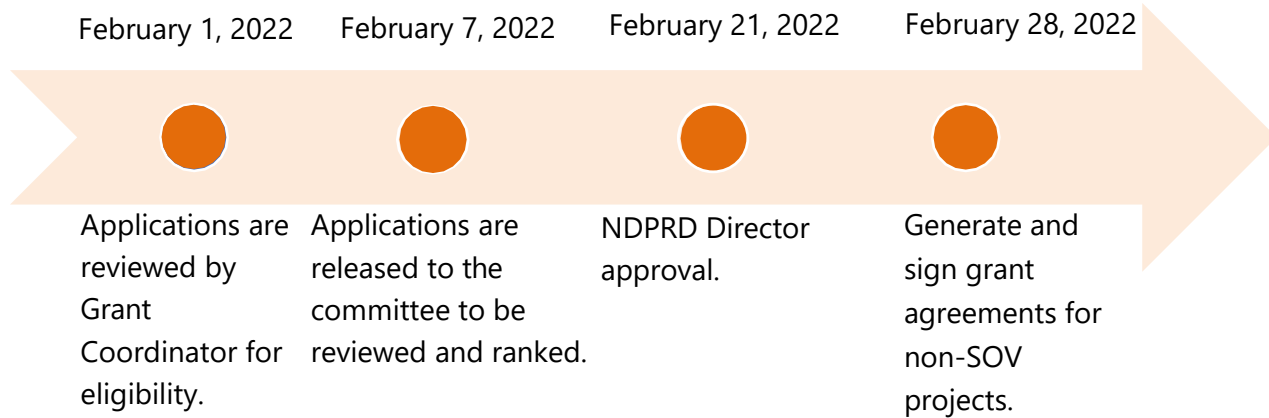 February 1, 2022
February 7, 2022
February 21, 2022
February 28, 2022
Applications are
reviewed by
Grant
Coordinator for
eligibility.
Applications are
released to the
committee to be
reviewed and ranked.
NDPRD Director
approval.
Generate and
sign grant
agreements for
non-SOV
projects.